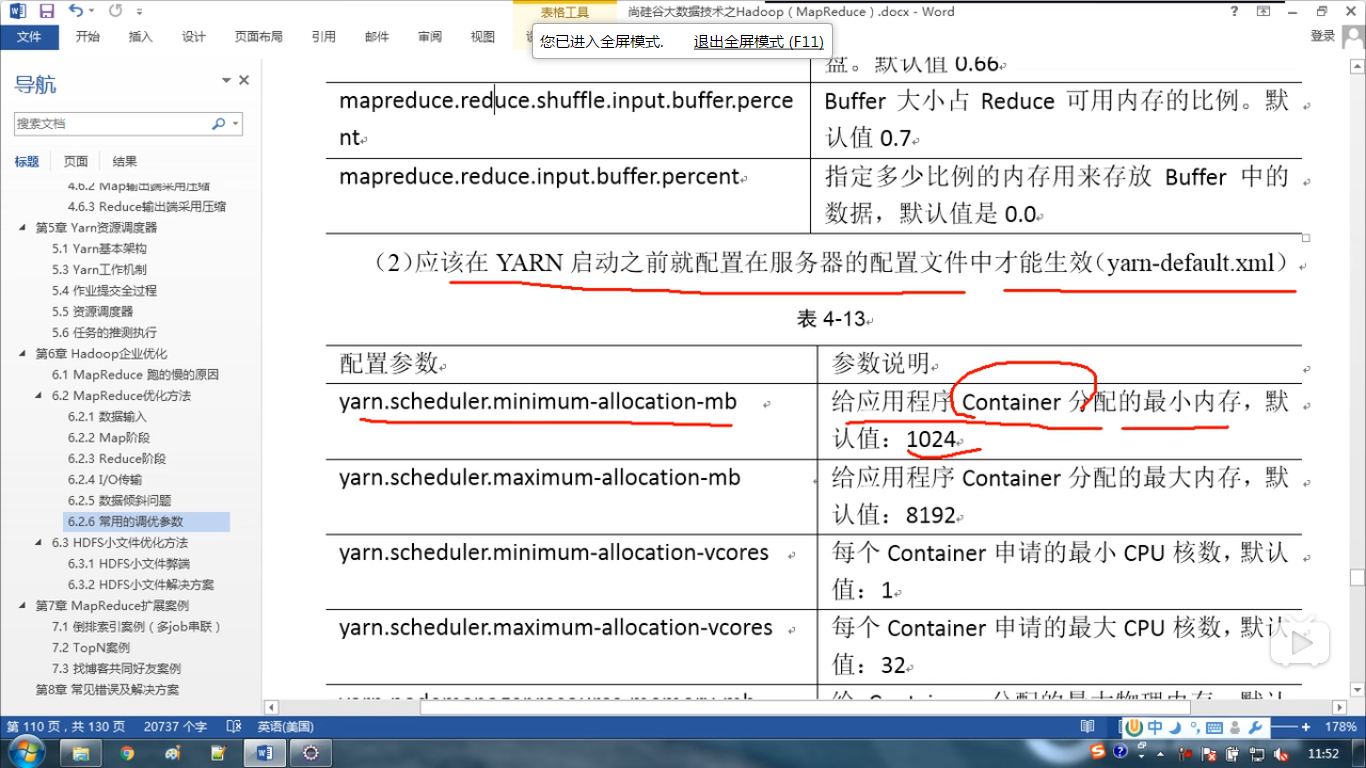 表格工具
尚硅谷大数据技术之Hadoop（MapReduce）.docx - Word
文件 开始 插入 设计 页面布局 引用 邮件 审阅 视图
登录
您已进入全屏模式. 退出全屏模式 (F11)
导航
搜索文档
标题 页面 结果
4.6.2 Map输出端采用压缩
4.6.3 Reduce输出端采用压缩
第5章 Yarn资源调度器
5.1 Yarn基本架构
5.3 Yarn工作机制
5.4 作业提交全过程
5.5 资源调度器
5.6 任务的推测执行
第6章 Hadoop企业优化
6.1 MapReduce 跑的慢的原因
6.2 MapReduce优化方法
6.2.1 数据输入
6.2.2 Map阶段
6.2.3 Reduce阶段
6.2.4 I/O传输
6.2.5 数据倾斜问题
6.2.6 常用的调优参数
6.3 HDFS小文件优化方法
6.3.1 HDFS小文件弊端
6.3.2 HDFS小文件解决方案
第7章 MapReduce扩展案例
7.1 倒排索引案例（多job串联）
7.2 TopN案例
7.3 找博客共同好友案例
第8章 常见错误及解决方案
盘。默认值 0.66
mapreduce.reduce.shuffle.input.buffer.perce
nt
Buffer 大小占 Reduce 可用内存的比例。默
认值 0.7
mapreduce.reduce.input.buffer.percent
指定多少比例的内存用来存放 Buffer 中的
数据，默认值是 0.0
（2）应该在 YARN 启动之前就配置在服务器的配置文件中才能生效（yarn-default.xml）
表 4-13
配置参数
参数说明
yarn.scheduler.minimum-allocation-mb
给应用程序 Container 分配的最小内存，默
认值：1024
yarn.scheduler.maximum-allocation-mb
给应用程序 Container 分配的最大内存，默
认值：8192
yarn.scheduler.minimum-allocation-vcores
每个 Container 申请的最小 CPU 核数，默认
值：1
yarn.scheduler.maximum-allocation-vcores
每个 Container 申请的最大 CPU 核数，默认
值：32
yarn.nodemanager.resource.memory-mb
给 Container 分配的最大物理内存，默认
第 110 页，共 130 页 20737 个字 英语(美国)
中
178%
11:52